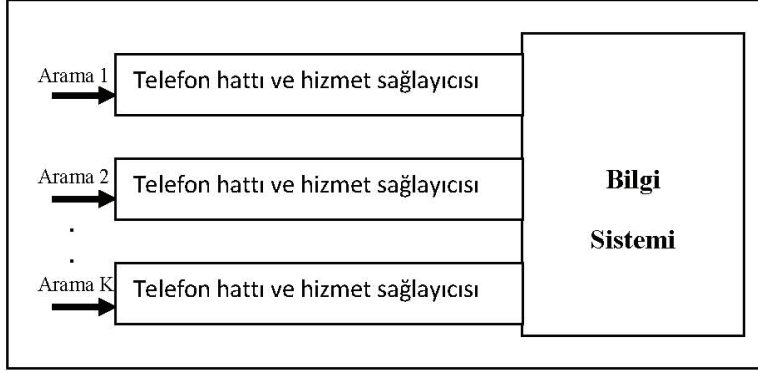 Arama 1
Telefon hattı ve hizmet sağlayıcısı
Arama 2
Telefon hattı ve hizmet sağlayıcısı
Arama K
Telefon hattı ve hizmet sağlayıcısı
Bilgi
Sistemi